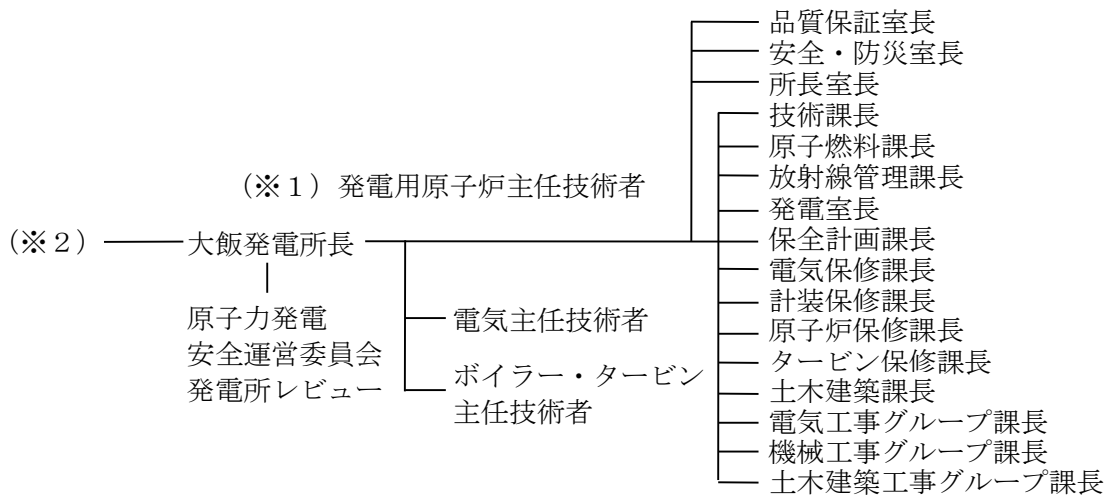 品質保証室長
安全・防災室長
所長室長
技術課長
原子燃料課長
放射線管理課長
(※1)発電用原子炉主任技術者
発電室長
(※2)
大飯発電所長
保全計画課長
電気保修課長
計装保修課長
原子力発電
安全運営委員会
発電所レビュー
電気主任技術者
ボイラー・タービン
主任技術者
原子炉保修課長
タービン保修課長
土木建築課長
電気工事グループ課長
機械工事グループ課長
土木建築工事グループ課長